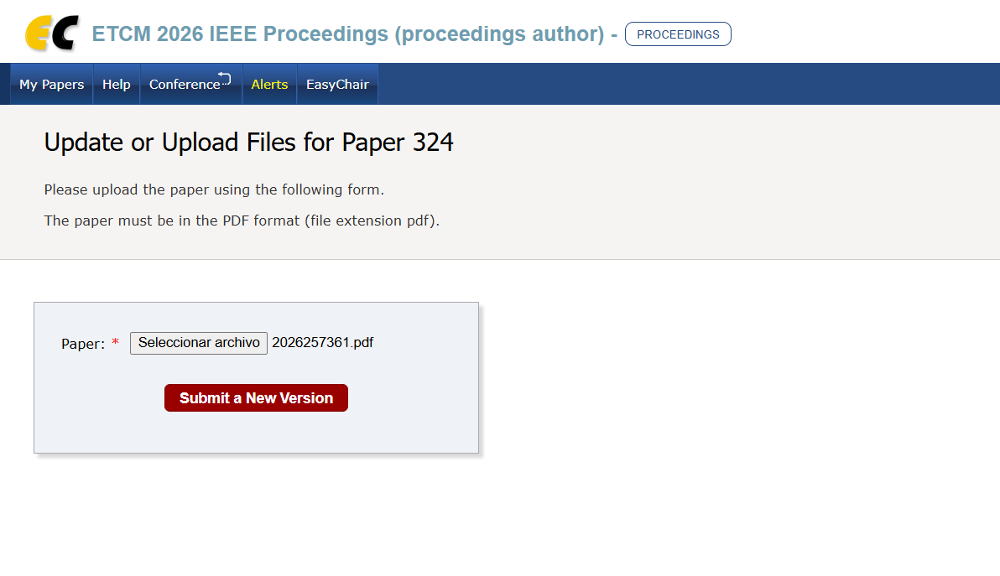 EC ETCM 2026 IEEE Proceedings (proceedings author) - PROCEEDINGS
My Papers Help Conference Alerts EasyChair
Update or Upload Files for Paper 324
Please upload the paper using the following form.
The paper must be in the PDF format (file extension pdf).
Paper: * Seleccionar archivo 2026257361.pdf
Submit a New Version